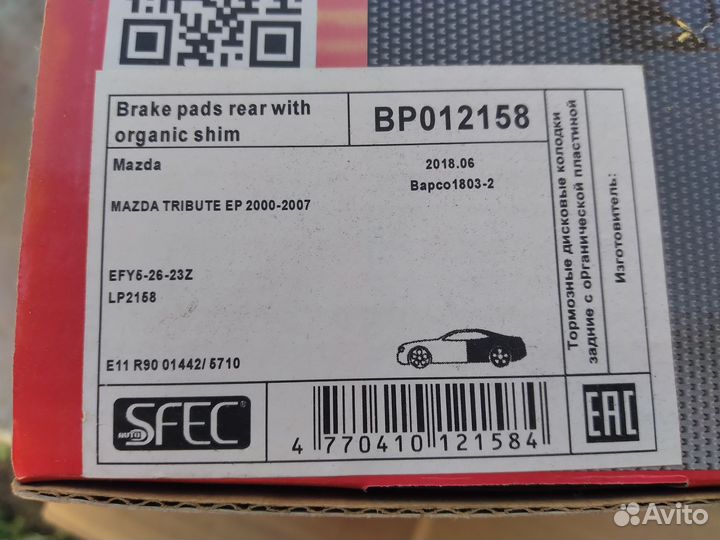 Brake pads rear with
organic shim
BP012158
Mazda
2018.06
Bapco1803-2
MAZDA TRIBUTE EP 2000-2007
EFY6-26-23Z
LP2158
E11 R90 01442/ 5710
AUTO SFEC®
4 770410 121584
Тормозные дисковые колодки
задние с органической пластиной
Изготовитель:
EAC
Avito